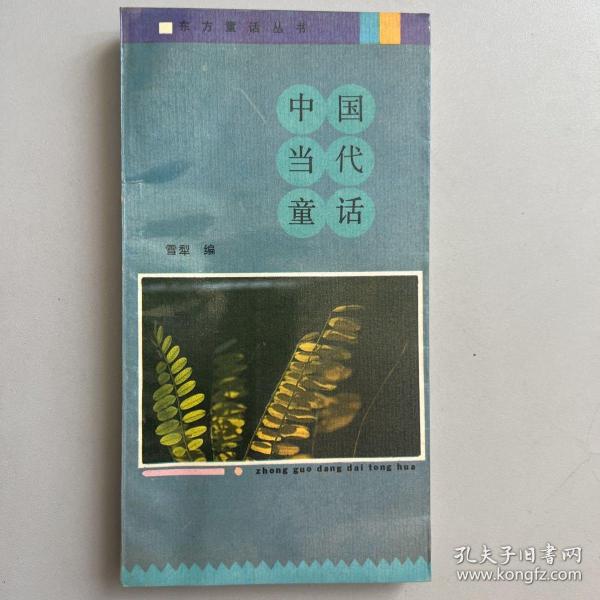 东方童话丛书
中国
当代
童话
雪犁 编
zhong guo dang dai tong hua
孔夫子旧书网
www.kongfz.com